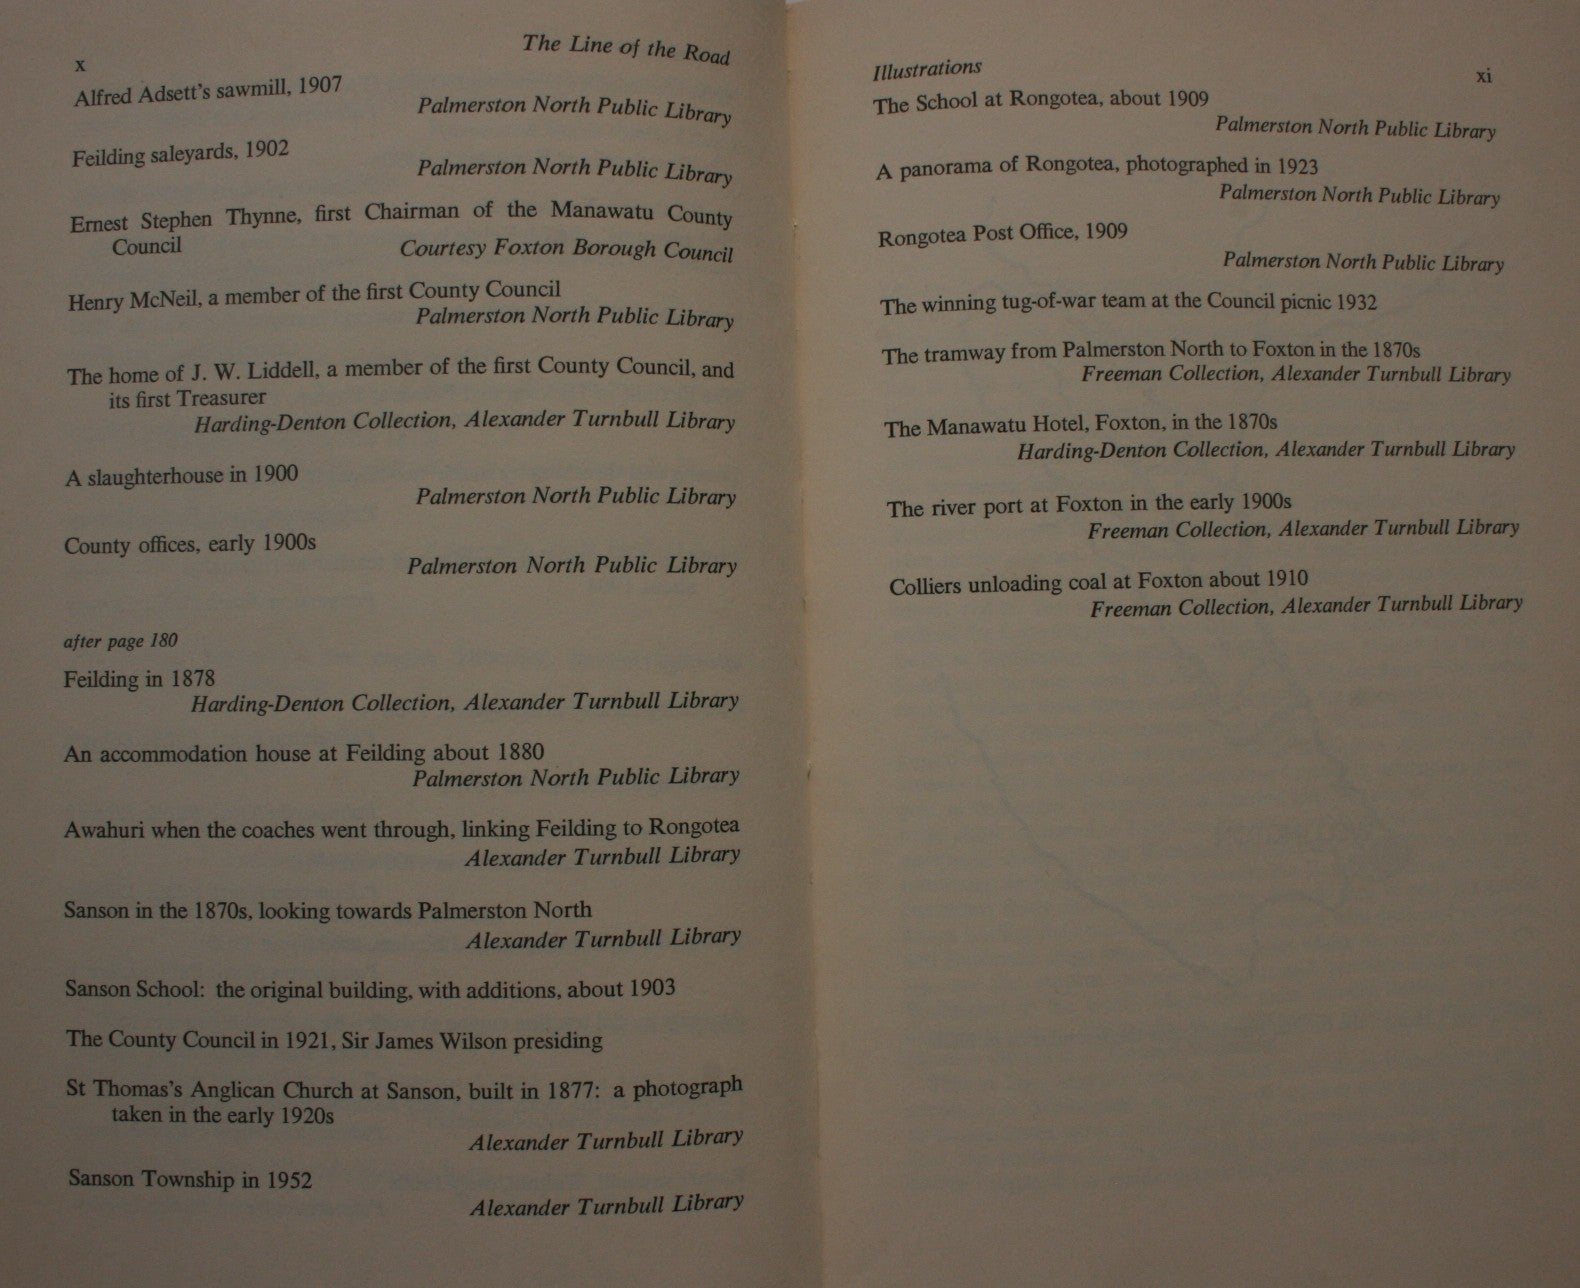 x
The Line of the Road
Alfred Adsett's sawmill, 1907
Palmerston North Public Library
Feilding saleyards, 1902
Palmerston North Public Library
Ernest Stephen Thynne, first Chairman of the Manawatu County
Council
Courtesy Foxton Borough Council
Henry McNeil, a member of the first County Council
Palmerston North Public Library
The home of J. W. Liddell, a member of the first County Council, and
its first Treasurer
Harding-Denton Collection, Alexander Turnbull Library
A slaughterhouse in 1900
Palmerston North Public Library
County offices, early 1900s
Palmerston North Public Library
after page 180
Feilding in 1878
Harding-Denton Collection, Alexander Turnbull Library
An accommodation house at Feilding about 1880
Palmerston North Public Library
Awahuri when the coaches went through, linking Feilding to Rongotea
Alexander Turnbull Library
Sanson in the 1870s, looking towards Palmerston North
Alexander Turnbull Library
Sanson School: the original building, with additions, about 1903
The County Council in 1921, Sir James Wilson presiding
St Thomas's Anglican Church at Sanson, built in 1877: a photograph
taken in the early 1920s
Alexander Turnbull Library
Sanson Township in 1952
Alexander Turnbull Library
Illustrations
xi
The School at Rongotea, about 1909
Palmerston North Public Library
A panorama of Rongotea, photographed in 1923
Palmerston North Public Library
Rongotea Post Office, 1909
Palmerston North Public Library
The winning tug-of-war team at the Council picnic 1932
The tramway from Palmerston North to Foxton in the 1870s
Freeman Collection, Alexander Turnbull Library
The Manawatu Hotel, Foxton, in the 1870s
Harding-Denton Collection, Alexander Turnbull Library
The river port at Foxton in the early 1900s
Freeman Collection, Alexander Turnbull Library
Colliers unloading coal at Foxton about 1910
Freeman Collection, Alexander Turnbull Library